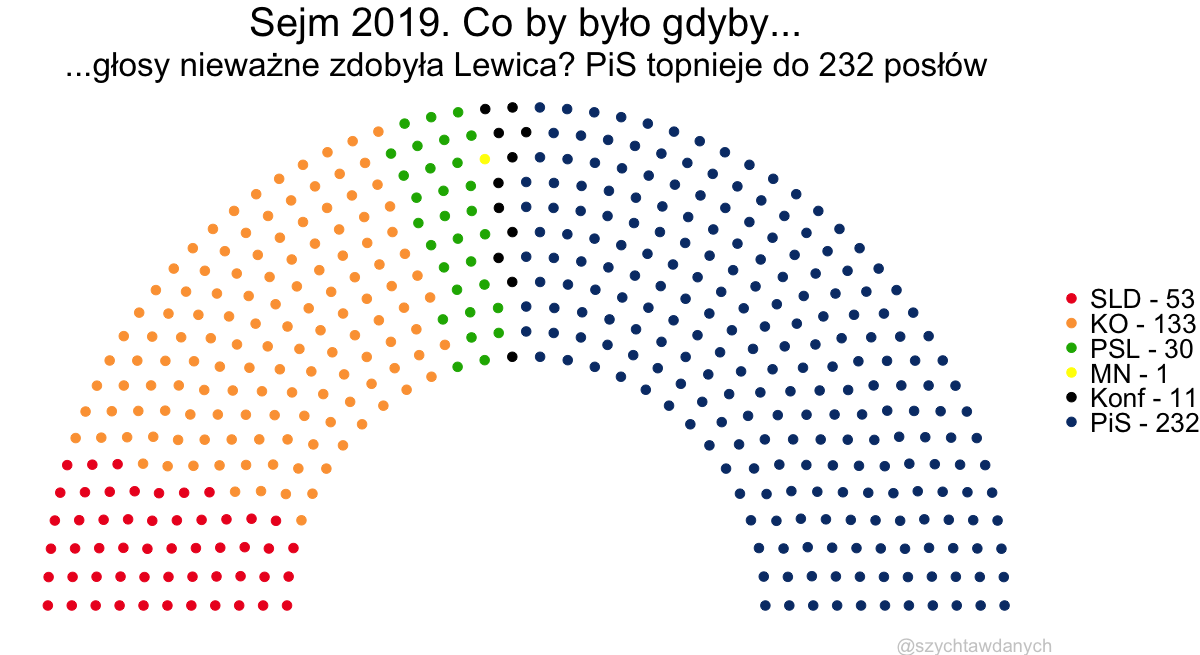 Sejm 2019. Co by było gdyby...
...głosy nieważne zdobyła Lewica? PiS topnieje do 232 posłów
SLD - 53
KO - 133
PSL - 30
MN - 1
Konf - 11
PiS - 232
@szychtawdanych